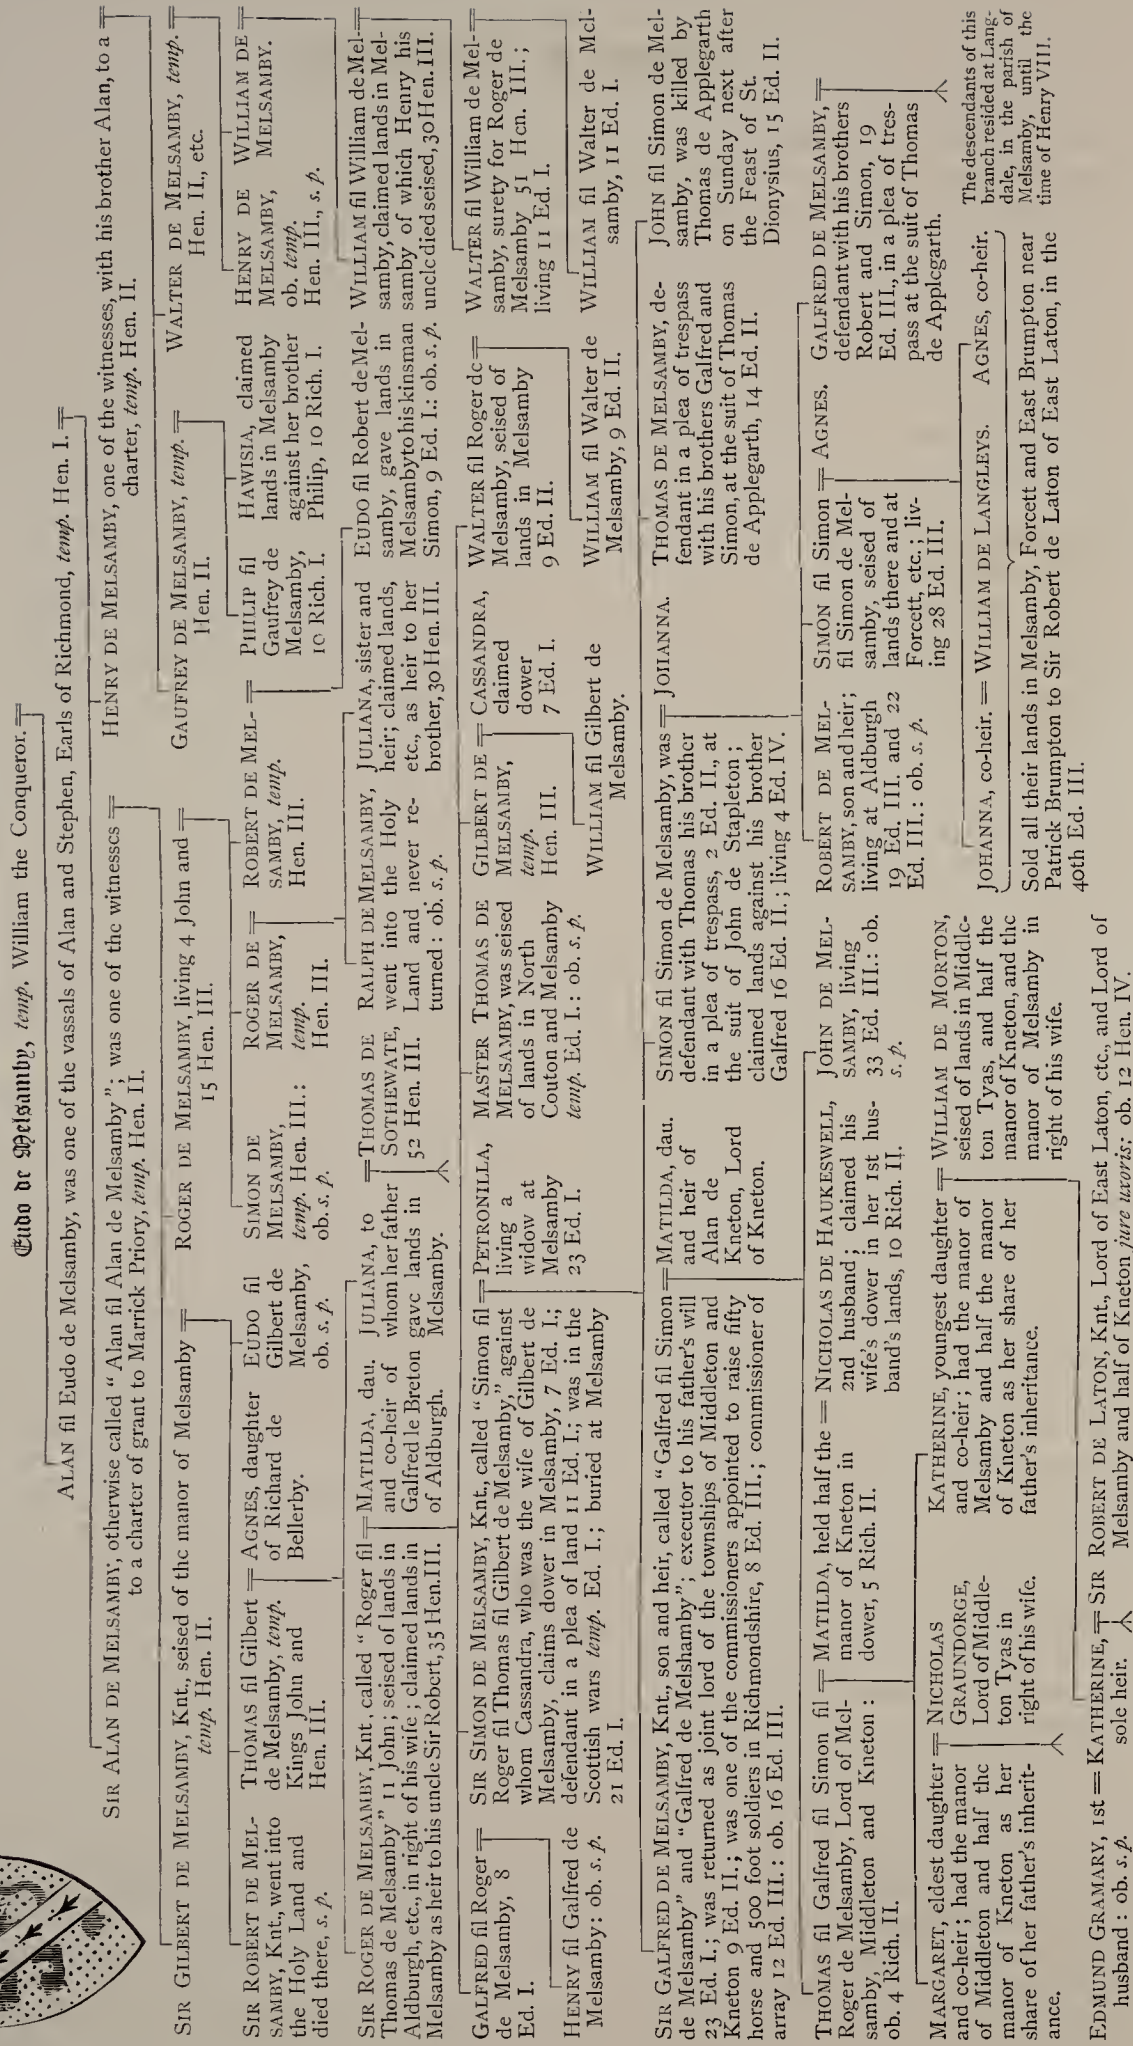 Eudo de Melsamby, temp. William the Conqueror.
ALAN fil Eudo de Melsamby, was one of the vassals of Alan and Stephen, Earls of Richmond, temp. Hen. I.
SIR ALAN DE MELSAMBY, otherwise called "Alan fil Alan de Melsamby"; was one of the witnesses
to a chartor of grant to Marrick Priory, temp. Hen. II.
HENRY DE MELSAMBY, one of the witnesses, with his brother Alan, to a
charter, temp. Hen. II.
SIR GILBERT DE MELSAMBY, Knt., seised of the manor of Melsamby
temp. Hen. II.
ROGER DE MELSAMBY, living 4 John and
15 Hen. III.
GAUFREY DE MELSAMBY, temp.
Hen. II.
WALTER DE MELSAMBY, temp.
Hen. II., etc.
SIR ROBERT DE MEL-
SAMBY, Knt., went into
the Holy Land and
died there, s. p.
THOMAS fil Gilbert
de Melsamby, temp.
Kings John and
Hen. III.
AGNES, daughter
of Richard de
Bellerby.
EUDO fil
Gilbert de
Melsamby,
ob. s. p.
SIMON DE
MELSAMBY,
temp. Hen. III.:
ob. s. p.
ROGER DE
MELSAMBY,
temp.
Hen. III.
ROBERT DE MEL-
SAMBY, temp.
Hen. III.
PHILIP fil
Gaufrey de
Melsamby,
10 Rich. I.
HAWISIA, claimed
lands in Melsamby
against her brother
Philip, 10 Rich. I.
HENRY DE
MELSAMBY,
ob. temp.
Hen. III., s. p.
WILLIAM DE
MELSAMBY.
SIR ROGER DE MELSAMBY, Knt., called "Roger fil
Thomas de Melsamby" 11 John; seised of lands in
Aldburgh, etc., in right of his wife; claimed lands in
Melsamby as heir to his uncle Sir Robert, 35 Hen. III.
MATILDA, dau.
and co-heir of
Galfred le Breton
of Aldburgh.
JULIANA, to
whom her father
gave lands in
Melsamby.
THOMAS DE
SOTHEWATE,
52 Hen. III.
RALPH DE MELSAMBY,
went into the Holy
Land and never re-
turned: ob. s. p.
JULIANA, sister and
heir; claimed lands,
etc., as heir to her
brother, 30 Hen. III.
EUDO fil Robert de Mel-
samby, gave lands in
Melsamby to his kinsman
Simon, 9 Ed. I.: ob. s. p.
WILLIAM fil William de Mel-
samby, claimed lands in Mel-
samby of which Henry his
uncle died seised, 30 Hen. III.
GALFRED fil Roger
de Melsamby, 8
Ed. I.
SIR SIMON DE MELSAMBY, Knt., called "Simon fil
Roger fil Thomas fil Gilbert de Melsamby," against
whom Cassandra, who was the wife of Gilbert de
Melsamby, claims dower in Melsamby, 7 Ed. I.;
defendant in a plea of land 11 Ed. I.; was in the
Scottish wars temp. Ed. I.; buried at Melsamby
21 Ed. I.
PETRONILLA,
living a
widow at
Melsamby
23 Ed. I.
MASTER THOMAS DE
MELSAMBY, was seised
of lands in North
Couton and Melsamby
temp. Ed. I.: ob. s. p.
GILBERT DE
MELSAMBY,
temp.
Hen. III.
CASSANDRA,
claimed
dower
7 Ed. I.
WALTER fil Roger de
Melsamby, seised of
lands in Melsamby
9 Ed. II.
WALTER fil William de Mel-
samby, surety for Roger de
Melsamby 51 Hen. III.;
living 11 Ed. I.
HENRY fil Galfred de
Melsamby: ob. s. p.
WILLIAM fil Gilbert de
Melsamby.
WILLIAM fil Walter de
Melsamby, 9 Ed. II.
WILLIAM fil Walter de Mel-
samby, 11 Ed. I.
SIR GALFRED DE MELSAMBY, Knt., son and heir, called "Galfred fil Simon
de Melsamby" and "Galfred de Melshamby"; executor to his father's will
23 Ed. I.; was returned as joint lord of the townships of Middleton and
Kneton 9 Ed. II.; was one of the commissioners appointed to raise fifty
horse and 500 foot soldiers in Richmondshire, 8 Ed. III.; commissioner of
array 12 Ed. III.: ob. 16 Ed. III.
MATILDA, dau.
and heir of
Alan de
Kneton, Lord
of Kneton.
SIMON fil Simon de Melsamby, was
defendant with Thomas his brother
in a plea of trespass, 2 Ed. II., at
the suit of John de Stapleton;
claimed lands against his brother
Galfred 16 Ed. II.; living 4 Ed. IV.
JOHANNA.
THOMAS DE MELSAMBY, de-
fendant in a plea of trespass
with his brothers Galfred and
Simon, at the suit of Thomas
de Applegarth, 14 Ed. II.
JOHN fil Simon de Mel-
samby, was killed by
Thomas de Applegarth
on Sunday next after
the Feast of St.
Dionysius, 15 Ed. II.
THOMAS fil Galfred fil Simon fil
Roger de Melsamby, Lord of Mel-
samby, Middleton and Kneton:
ob. 4 Rich. II.
MATILDA, held half the
manor of Kneton in
dower, 5 Rich. II.
NICHOLAS DE HAUKESWELL,
2nd husband; claimed his
wife's dower in her 1st hus-
band's lands, 10 Rich. II.
JOHN DE MEL-
SAMBY, living
33 Ed. III.: ob.
s. p.
ROBERT DE MEL-
SAMBY, son and heir;
living at Aldburgh
19 Ed. III. and 22
Ed. III.: ob. s. p.
SIMON fil Simon
fil Simon de Mel-
samby, seised of
lands there and at
Forcett, etc.; liv-
ing 28 Ed. III.
AGNES.
GALFRED DE MELSAMBY,
defendant with his brothers
Robert and Simon, 19
Ed. III., in a plea of tres-
pass at the suit of Thomas
de Applegarth.
MARGARET, eldest daughter
and co-heir; had the manor
of Middleton and half the
manor of Kneton as her
share of her father's inherit-
ance.
NICHOLAS
GRAUNDORGE,
Lord of Middle-
ton Tyas in
right of his wife.
KATHERINE, youngest daughter
and co-heir; had the manor of
Melsamby and half the manor
of Kneton as her share of her
father's inheritance.
WILLIAM DE MORTON,
seised of lands in Middle-
ton Tyas, and half the
manor of Kneton, and the
manor of Melsamby in
right of his wife.
JOHANNA, co-heir.
WILLIAM DE LANGLEYS.
AGNES, co-heir.
Sold all their lands in Melsamby, Forcett and East Brumpton near
Patrick Brumpton to Sir Robert de Laton of East Laton, in the
40th Ed. III.
The descendants of this
branch resided at Lang-
dale, in the parish of
Melsamby, until the
time of Henry VIII.
EDMUND GRAMARY, 1st
husband: ob. s. p.
KATHERINE,
sole heir.
SIR ROBERT DE LATON, Knt., Lord of East Laton, etc., and Lord of
Melsamby and half of Kneton jure uxoris: ob. 12 Hen. IV.